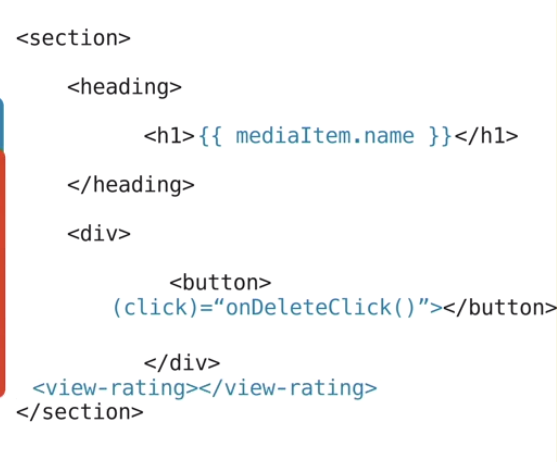 <section>
<heading>
<h1>{{ mediaItem.name }}</h1>
</heading>
<div>
<button>
(click)=“onDeleteClick()”></button>
</div>
<view-rating></view-rating>
</section>